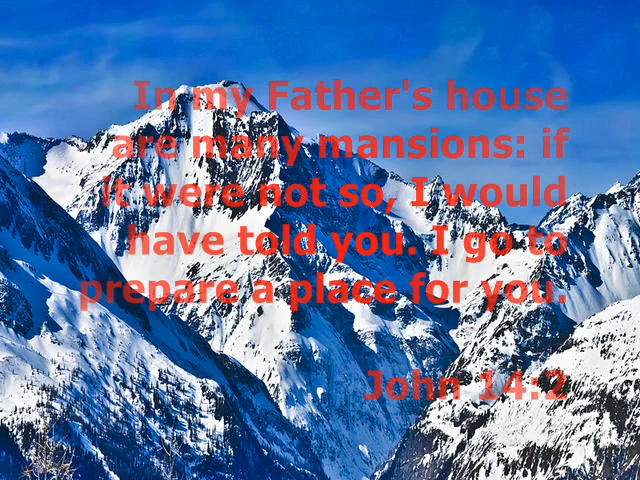 In my Father's house
are many mansions: if
it were not so, I would
have told you. I go to
prepare a place for you.
John 14:2